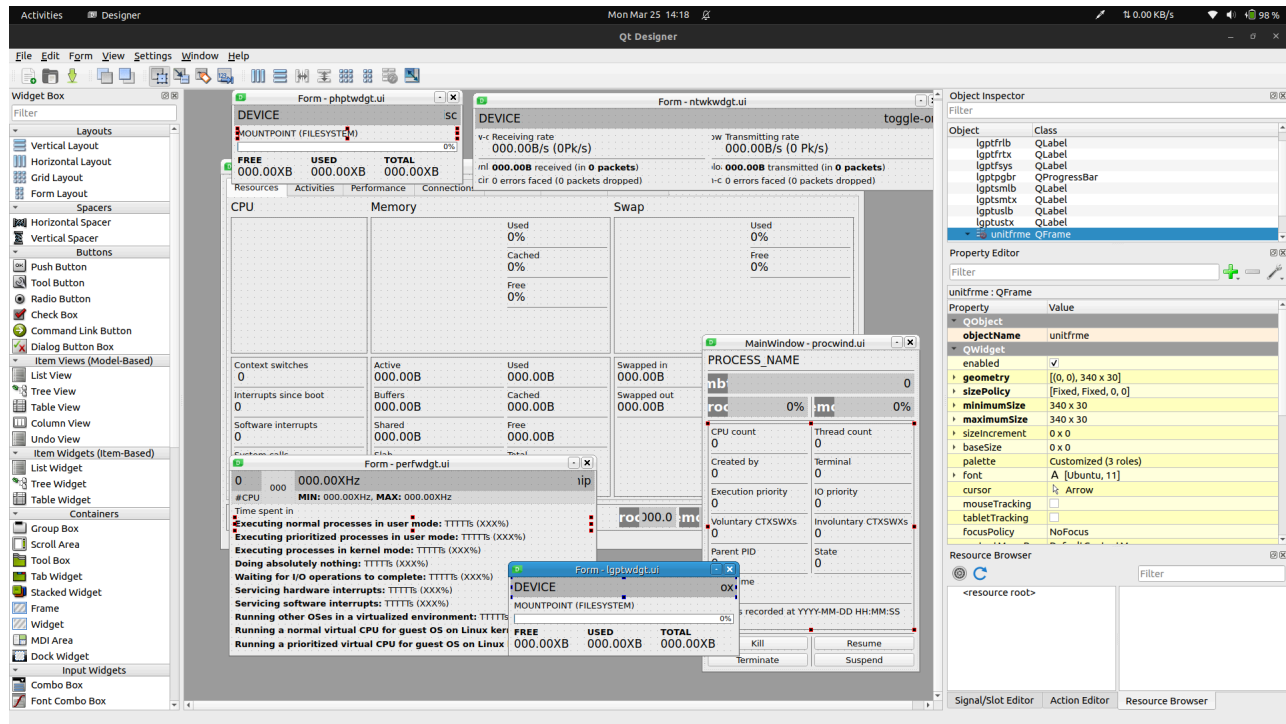 Activities Designer Mon Mar 25 14:18 0.00 KB/s 98 %
Qt Designer
File Edit Form View Settings Window Help
Widget Box
Filter
Layouts
Vertical Layout
Horizontal Layout
Grid Layout
Form Layout
Spacers
Horizontal Spacer
Vertical Spacer
Buttons
Push Button
Tool Button
Radio Button
Check Box
Command Link Button
Dialog Button Box
Item Views (Model-Based)
List View
Tree View
Table View
Column View
Undo View
Item Widgets (Item-Based)
List Widget
Tree Widget
Table Widget
Containers
Group Box
Scroll Area
Tool Box
Tab Widget
Stacked Widget
Frame
Widget
MDI Area
Dock Widget
Input Widgets
Combo Box
Font Combo Box
Form - phptwdgt.ui
DEVICE sc
MOUNTPOINT (FILESYSTEM)
0%
FREE USED TOTAL
000.00XB 000.00XB 000.00XB
Form - ntwkwdgt.ui
DEVICE toggle-o
Receiving rate Transmitting rate
000.00B/s (0Pk/s) 000.00B/s (0 Pk/s)
000.00B received (in 0 packets) 000.00B transmitted (in 0 packets)
0 errors faced (0 packets dropped) 0 errors faced (0 packets dropped)
Resources Activities Performance Connection
CPU Memory Swap
Used Used
0% 0%
Cached Free
0% 0%
Free
0%
Context switches Active Used Swapped in
0 000.00B 000.00B 000.00B
Interrupts since boot Buffers Cached Swapped out
0 000.00B 000.00B 000.00B
Software interrupts Shared Free
0 000.00B 000.00B
Form - perfwdgt.ui
0 000 000.00XHz hip
#CPU MIN: 000.00XHz, MAX: 000.00XHz
Time spent in
Executing normal processes in user mode: TTTTTs (XXX%)
Executing prioritized processes in user mode: TTTTTs (XXX%)
Executing processes in kernel mode: TTTTTs (XXX%)
Doing absolutely nothing: TTTTTs (XXX%)
Waiting for I/O operations to complete: TTTTTs (XXX%)
Servicing hardware interrupts: TTTTTs (XXX%)
Servicing software interrupts: TTTTTs (XXX%)
Running other OSes in a virtualized environment: TTTTTs
Running a normal virtual CPU for guest OS on Linux ker
Running a prioritized virtual CPU for guest OS on Linux
Form - lgptwdgt.ui
DEVICE ox
MOUNTPOINT (FILESYSTEM)
0%
FREE USED TOTAL
000.00XB 000.00XB 000.00XB
MainWindow - procwind.ui
PROCESS_NAME
0
0% 0%
CPU count Thread count
0 0
Created by Terminal
0 0
Execution priority IO priority
0 0
Voluntary CTXSWXs Involuntary CTXSWXs
0 0
Parent PID State
0 0
recorded at YYYY-MM-DD HH:MM:SS
Kill Resume
Terminate Suspend
Object Inspector
Filter
Object Class
lgptfrlb QLabel
lgptfrtx QLabel
lgptfsys QLabel
lgptpgbr QProgressBar
lgptsmlb QLabel
lgptsmtx QLabel
lgptuslb QLabel
lgptustx QLabel
unitfrme QFrame
Property Editor
Filter
unitfrme : QFrame
Property Value
QObject
objectName unitfrme
QWidget
enabled
geometry [(0, 0), 340 x 30]
sizePolicy [Fixed, Fixed, 0, 0]
minimumSize 340 x 30
maximumSize 340 x 30
sizeIncrement 0 x 0
baseSize 0 x 0
palette Customized (3 roles)
font A [Ubuntu, 11]
cursor Arrow
mouseTracking
tabletTracking
focusPolicy NoFocus
Resource Browser
Filter
<resource root>
Signal/Slot Editor Action Editor Resource Browser